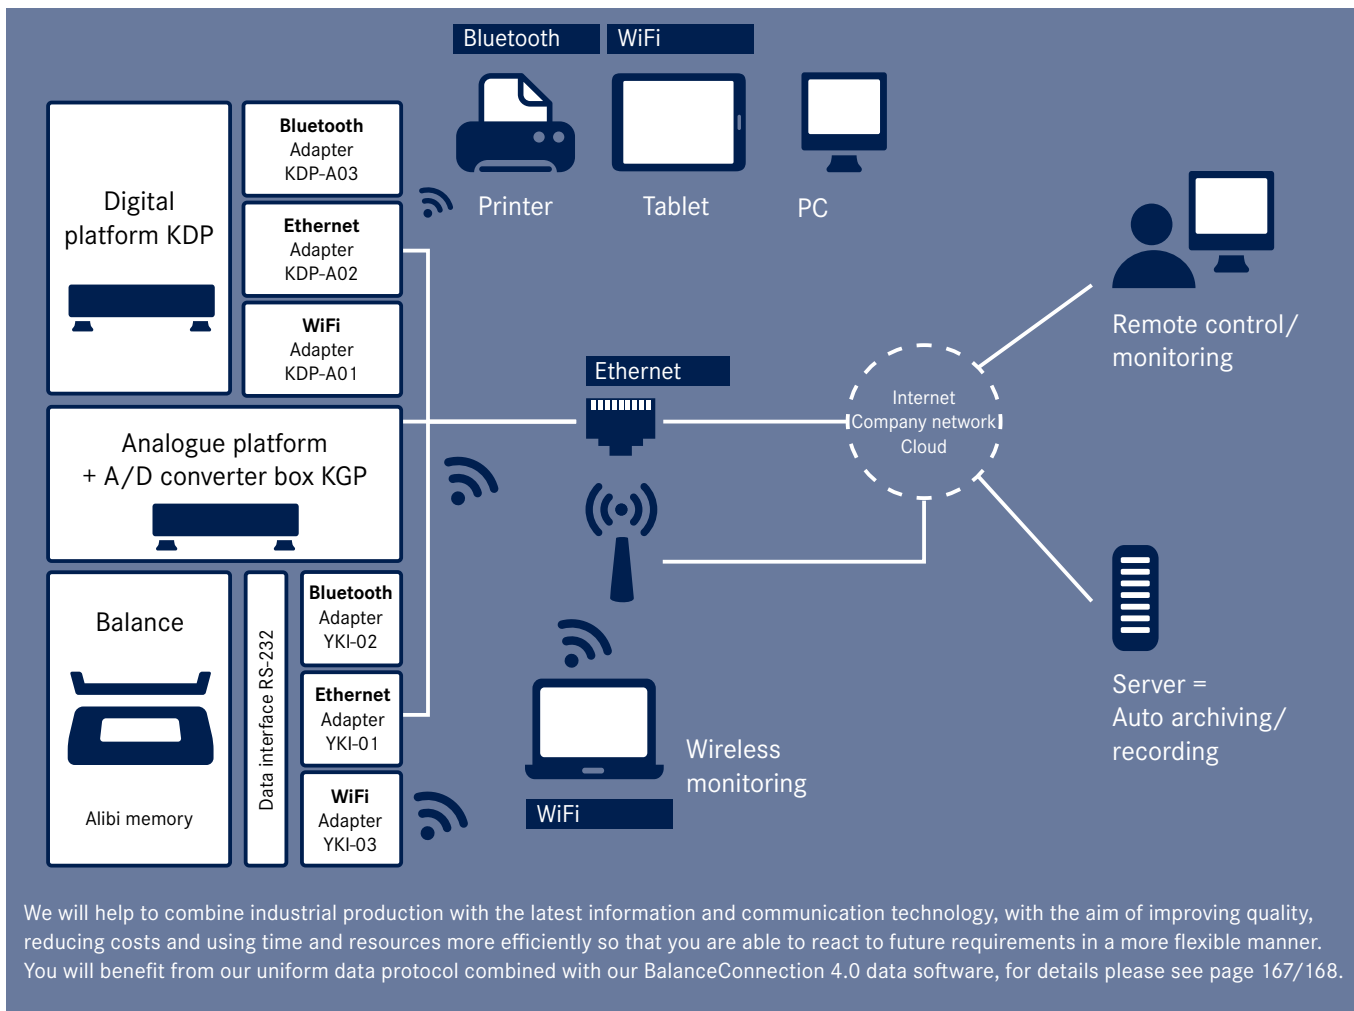 Bluetooth
WiFi
Printer
Tablet
PC
Digital
platform KDP
Bluetooth
Adapter
KDP-A03
Ethernet
Adapter
KDP-A02
WiFi
Adapter
KDP-A01
Analogue platform
+ A/D converter box KGP
Balance
Alibi memory
Data interface RS-232
Bluetooth
Adapter
YKI-02
Ethernet
Adapter
YKI-01
WiFi
Adapter
YKI-03
Ethernet
Wireless
monitoring
WiFi
Internet
Company network
Cloud
Remote control/
monitoring
Server =
Auto archiving/
recording
We will help to combine industrial production with the latest information and communication technology, with the aim of improving quality,
reducing costs and using time and resources more efficiently so that you are able to react to future requirements in a more flexible manner.
You will benefit from our uniform data protocol combined with our BalanceConnection 4.0 data software, for details please see page 167/168.